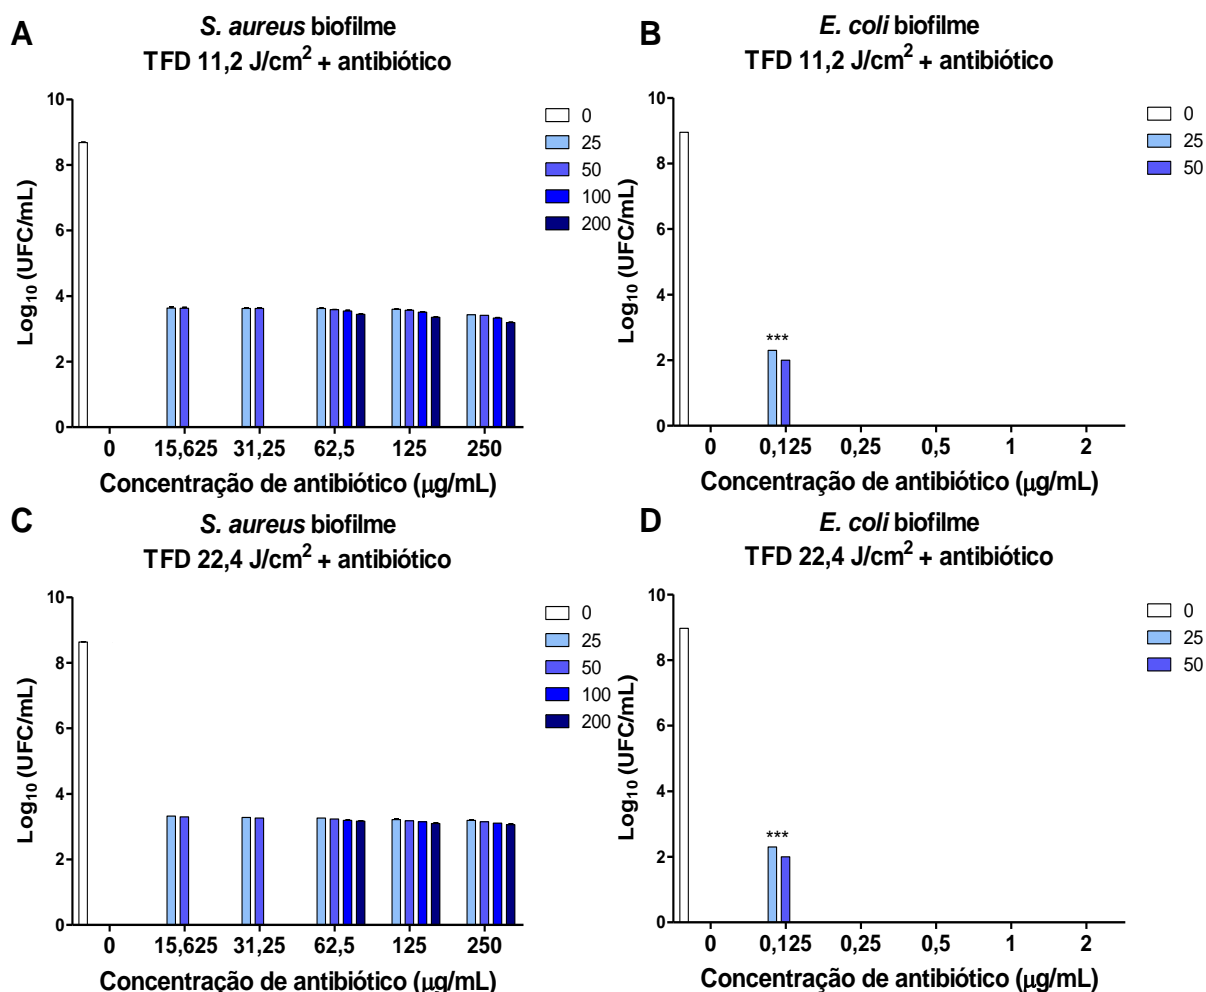 A
S. aureus biofilme
TFD 11,2 J/cm² + antibiótico
Log₁₀ (UFC/mL)
10
8
6
4
2
0
0
25
50
100
200
0 15,625 31,25 62,5 125 250
Concentração de antibiótico (µg/mL)
B
E. coli biofilme
TFD 11,2 J/cm² + antibiótico
Log₁₀ (UFC/mL)
10
8
6
4
2
0
***
0
25
50
0 0,125 0,25 0,5 1 2
Concentração de antibiótico (µg/mL)
C
S. aureus biofilme
TFD 22,4 J/cm² + antibiótico
Log₁₀ (UFC/mL)
10
8
6
4
2
0
0
25
50
100
200
0 15,625 31,25 62,5 125 250
Concentração de antibiótico (µg/mL)
D
E. coli biofilme
TFD 22,4 J/cm² + antibiótico
Log₁₀ (UFC/mL)
10
8
6
4
2
0
***
0
25
50
0 0,125 0,25 0,5 1 2
Concentração de antibiótico (µg/mL)